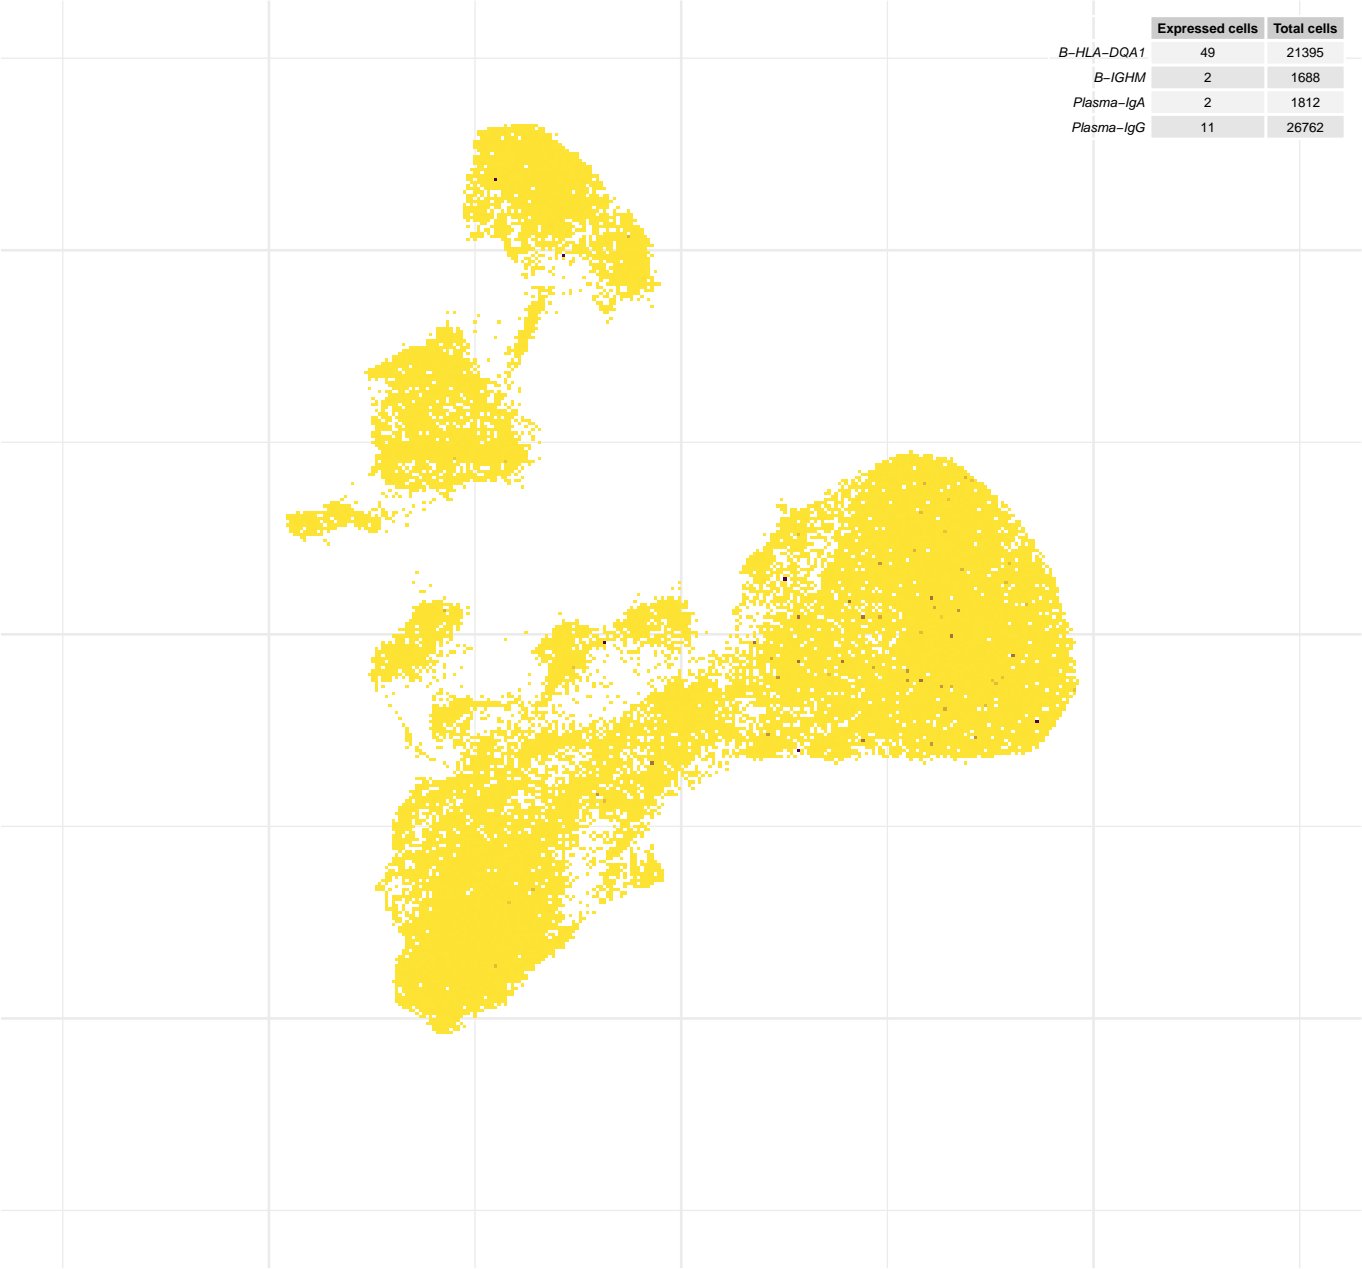 Expressed cells Total cells
B−HLA−DQA1 49 21395
B−IGHM 2 1688
Plasma−IgA 2 1812
Plasma−IgG 11 26762